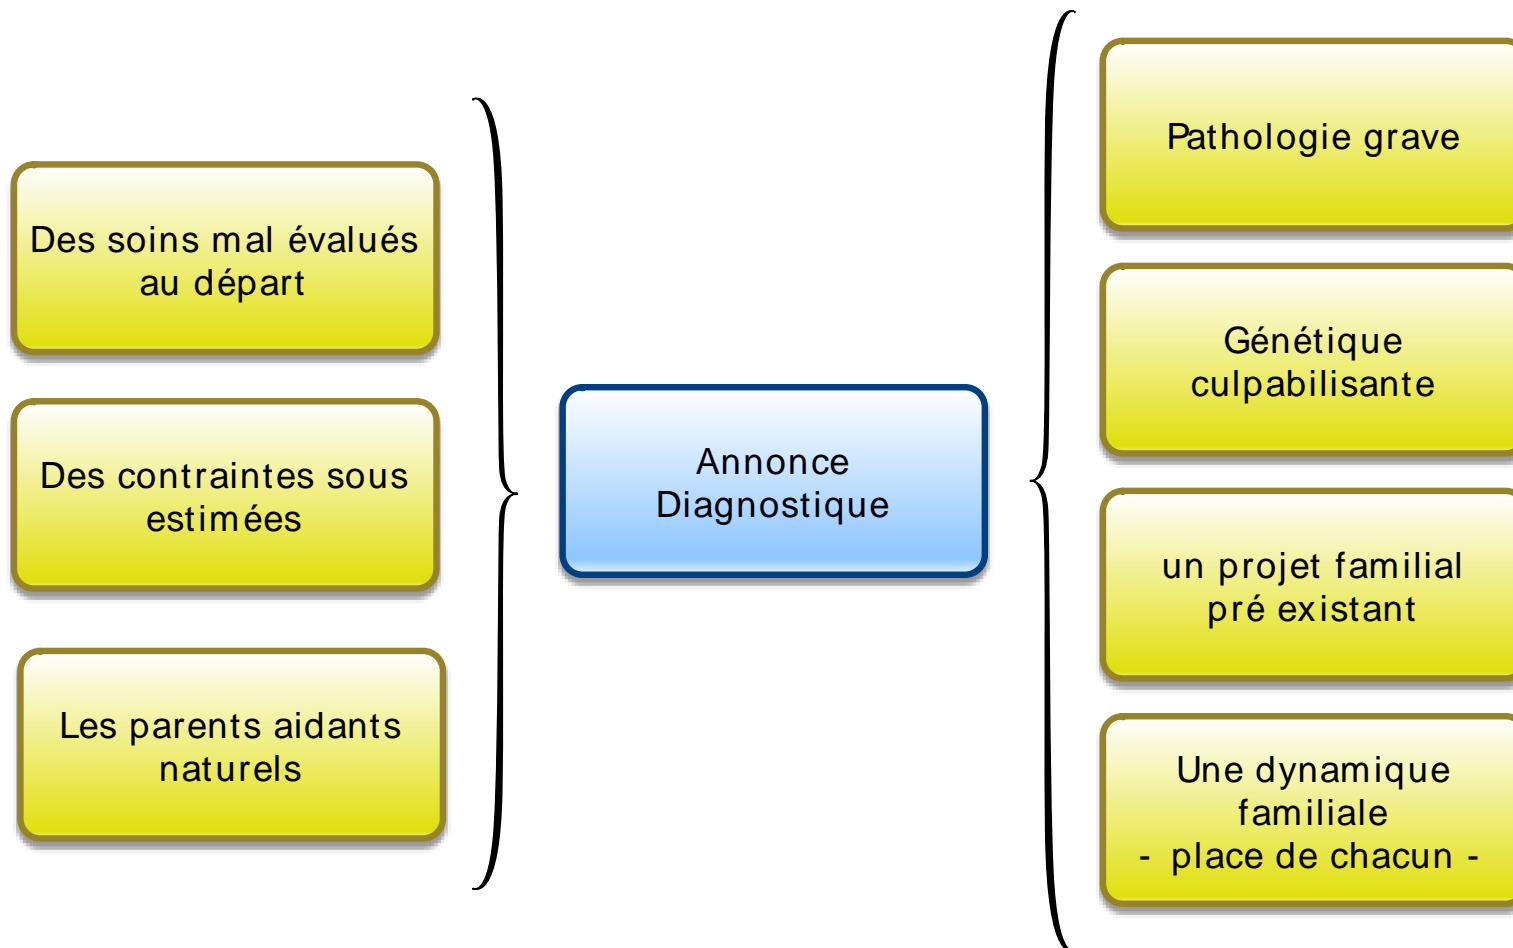 Des soins mal évalués
au départ
Des contraintes sous
estimées
Les parents aidants
naturels
Annonce
Diagnostique
Pathologie grave
Génétique
culpabilisante
un projet familial
pré existant
Une dynamique
familiale
- place de chacun -